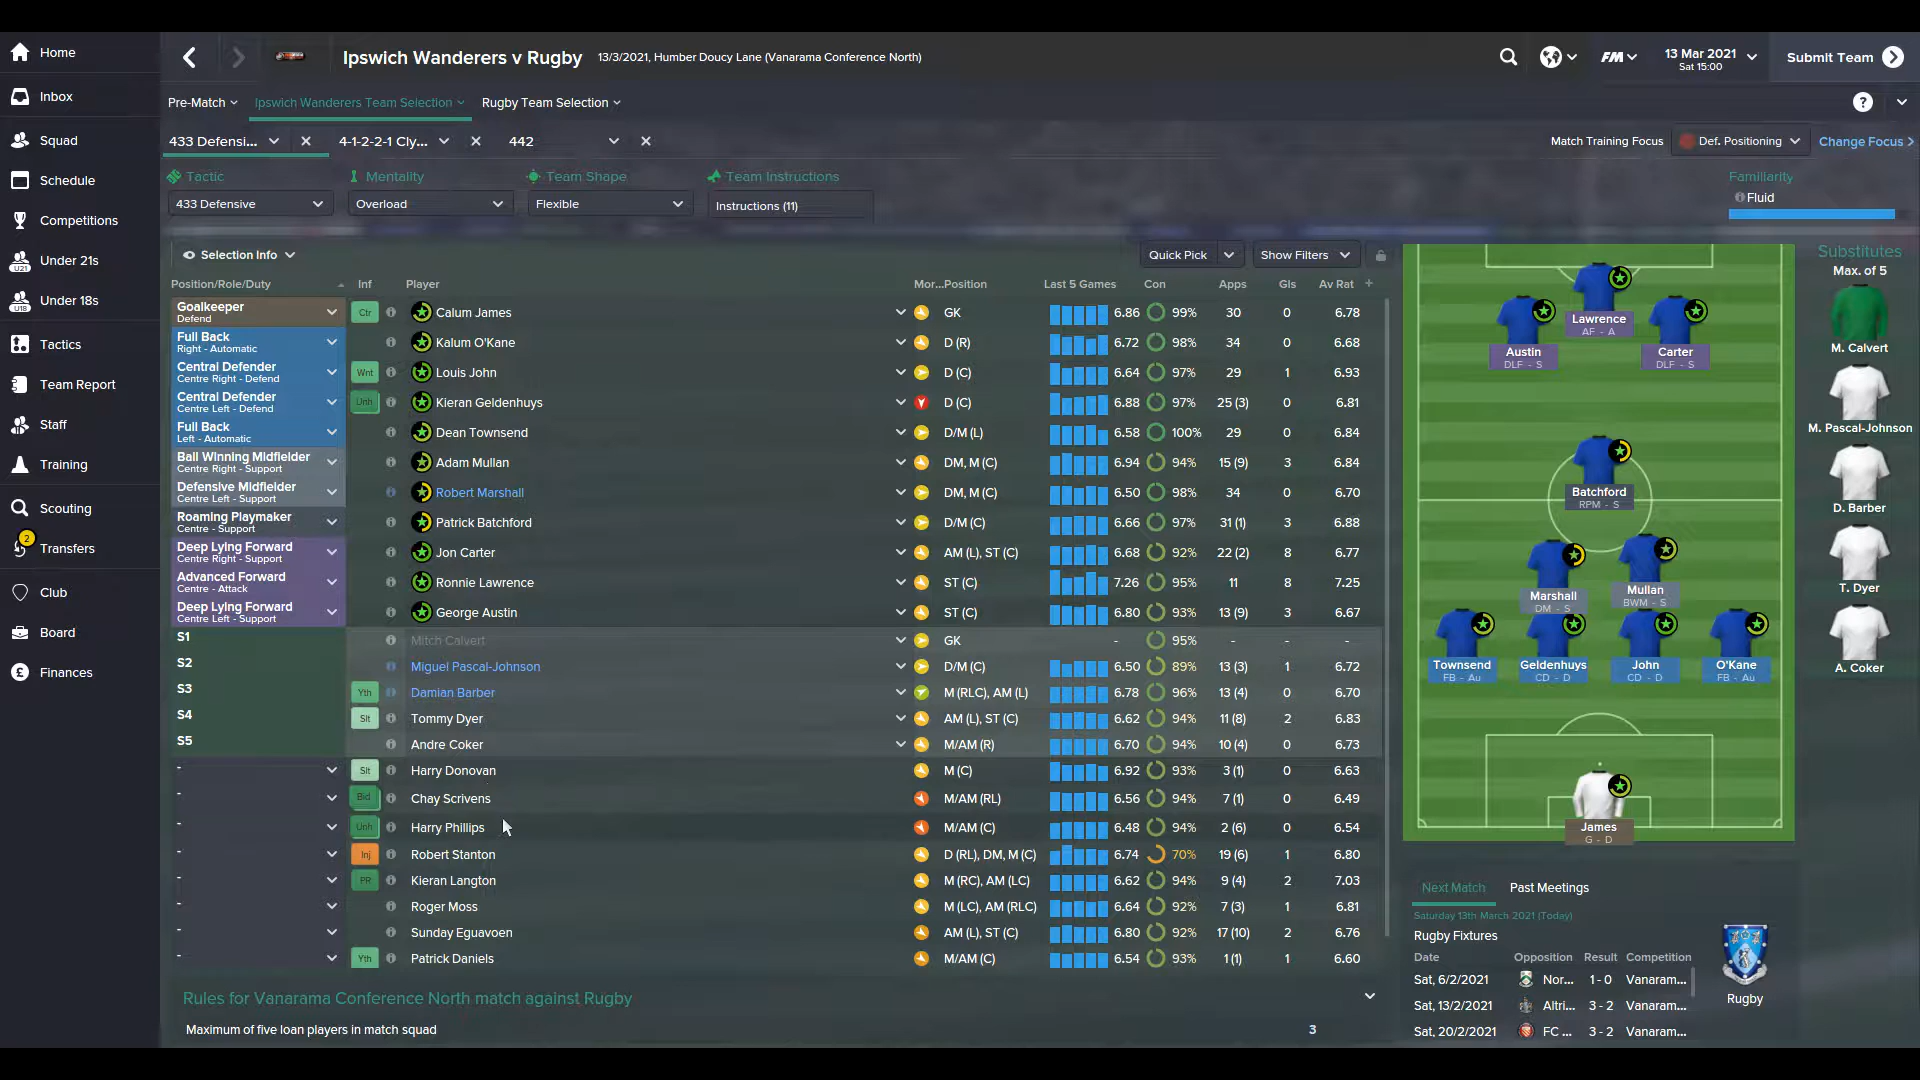 Home
Inbox
Squad
Schedule
Competitions
U21 Under 21s
U18 Under 18s
Tactics
Team Report
Staff
Training
Scouting
2 Transfers
Club
Board
Finances
Ipswich Wanderers v Rugby 13/3/2021, Humber Doucy Lane (Vanarama Conference North)
FM 13 Mar 2021 Submit Team
Sat 15:00
Pre-Match Ipswich Wanderers Team Selection Rugby Team Selection ?
433 Defensi... 4-1-2-2-1 Cly... 442 Match Training Focus Def. Positioning Change Focus >
Tactic Mentality Team Shape Team Instructions Familiarity
433 Defensive Overload Flexible Instructions (11) Fluid
Selection Info Quick Pick Show Filters
Position/Role/Duty Inf Player Mor... Position Last 5 Games Con Apps Gls Av Rat +
Goalkeeper Defend Ctr Calum James GK 6.86 99% 30 0 6.78
Full Back Right - Automatic Kalum O'Kane D (R) 6.72 98% 34 0 6.68
Central Defender Centre Right - Defend Wnt Louis John D (C) 6.64 97% 29 1 6.93
Central Defender Centre Left - Defend Unh Kieran Geldenhuys D (C) 6.88 97% 25 (3) 0 6.81
Full Back Left - Automatic Dean Townsend D/M (L) 6.58 100% 29 0 6.84
Ball Winning Midfielder Centre Right - Support Adam Mullan DM, M (C) 6.94 94% 15 (9) 3 6.84
Defensive Midfielder Centre Left - Support Robert Marshall DM, M (C) 6.50 98% 34 0 6.70
Roaming Playmaker Centre - Support Patrick Batchford D/M (C) 6.66 97% 31 (1) 3 6.88
Deep Lying Forward Centre Right - Support Jon Carter AM (L), ST (C) 6.68 92% 22 (2) 8 6.77
Advanced Forward Centre - Attack Ronnie Lawrence ST (C) 7.26 95% 11 8 7.25
Deep Lying Forward Centre Left - Support George Austin ST (C) 6.80 93% 13 (9) 3 6.67
S1 Mitch Calvert GK - 95% - - -
S2 Miguel Pascal-Johnson D/M (C) 6.50 89% 13 (3) 1 6.72
S3 Yth Damian Barber M (RLC), AM (L) 6.78 96% 13 (4) 0 6.70
S4 Slt Tommy Dyer AM (L), ST (C) 6.62 94% 11 (8) 2 6.83
S5 Andre Coker M/AM (R) 6.70 94% 10 (4) 0 6.73
- Slt Harry Donovan M (C) 6.92 93% 3 (1) 0 6.63
- Bid Chay Scrivens M/AM (RL) 6.56 94% 7 (1) 0 6.49
- Unh Harry Phillips M/AM (C) 6.48 94% 2 (6) 0 6.54
- Inj Robert Stanton D (RL), DM, M (C) 6.74 70% 19 (6) 1 6.80
- PR Kieran Langton M (RC), AM (LC) 6.62 94% 9 (4) 2 7.03
- Roger Moss M (LC), AM (RLC) 6.64 92% 7 (3) 1 6.81
- Sunday Eguavoen AM (L), ST (C) 6.80 92% 17 (10) 2 6.76
- Yth Patrick Daniels M/AM (C) 6.54 93% 1 (1) 1 6.60
Rules for Vanarama Conference North match against Rugby
Maximum of five loan players in match squad 3
Lawrence
AF - A
Austin Carter
DLF - S DLF - S
Batchford
RPM - S
Marshall Mullan
DM - S BWM - S
Townsend Geldenhuys John O'Kane
FB - Au CD - D CD - D FB - Au
James
G - D
Substitutes
Max. of 5
M. Calvert
M. Pascal-Johnson
D. Barber
T. Dyer
A. Coker
Next Match Past Meetings
Saturday 13th March 2021 (Today)
Rugby Fixtures
Date Opposition Result Competition
Sat, 6/2/2021 Nor... 1 - 0 Vanaram...
Sat, 13/2/2021 Altri... 3 - 2 Vanaram...
Sat, 20/2/2021 FC ... 3 - 2 Vanaram...
Rugby